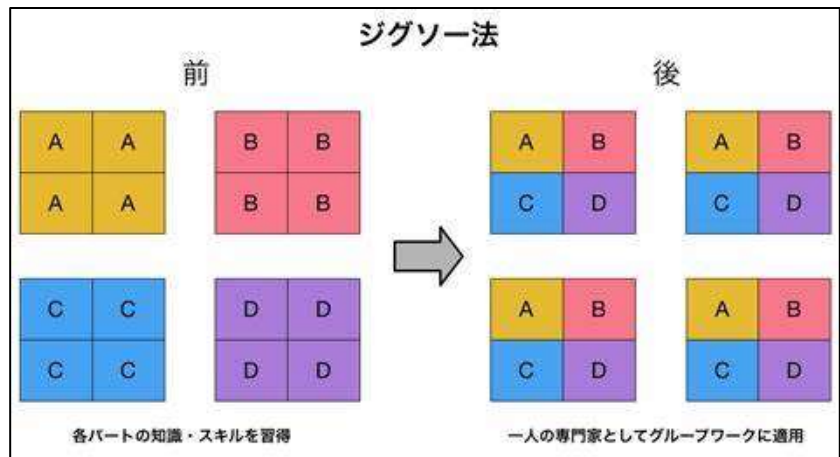 ジグソー法
前
後
A A B B
A A B B
C C D D
C C D D
A B A B
C D C D
A B A B
C D C D
各パートの知識・スキルを習得
一人の専門家としてグループワークに適用